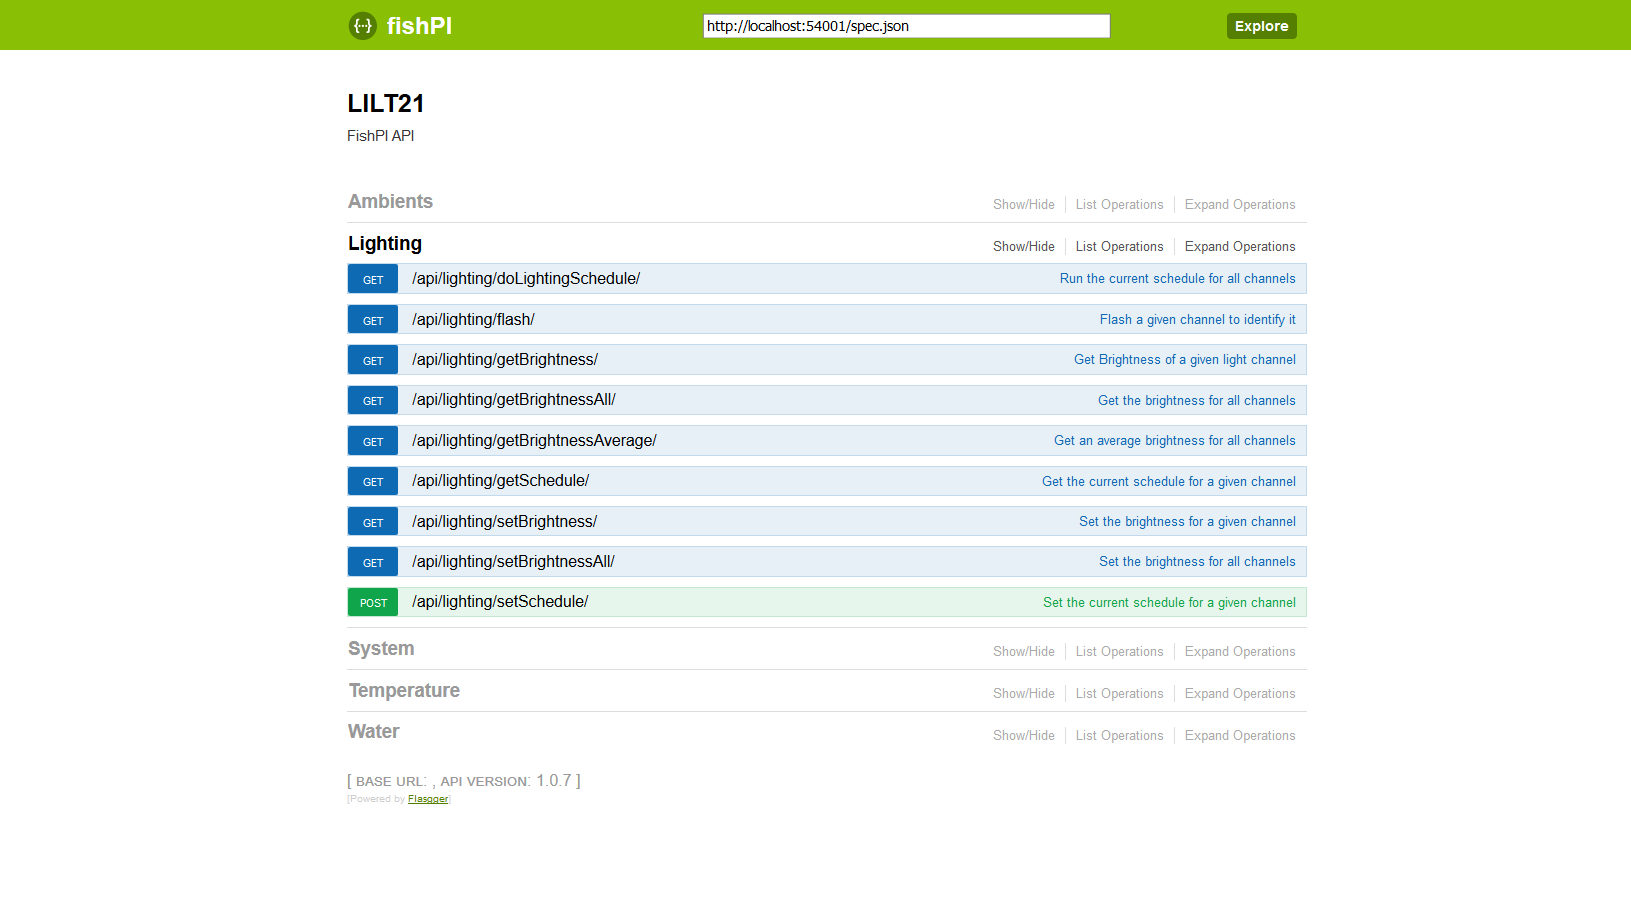 {···} fishPI http://localhost:54001/spec.json Explore
LILT21
FishPI API
Ambients Show/Hide List Operations Expand Operations
Lighting Show/Hide List Operations Expand Operations
GET /api/lighting/doLightingSchedule/ Run the current schedule for all channels
GET /api/lighting/flash/ Flash a given channel to identify it
GET /api/lighting/getBrightness/ Get Brightness of a given light channel
GET /api/lighting/getBrightnessAll/ Get the brightness for all channels
GET /api/lighting/getBrightnessAverage/ Get an average brightness for all channels
GET /api/lighting/getSchedule/ Get the current schedule for a given channel
GET /api/lighting/setBrightness/ Set the brightness for a given channel
GET /api/lighting/setBrightnessAll/ Set the brightness for all channels
POST /api/lighting/setSchedule/ Set the current schedule for a given channel
System Show/Hide List Operations Expand Operations
Temperature Show/Hide List Operations Expand Operations
Water Show/Hide List Operations Expand Operations
[ BASE URL: , API VERSION: 1.0.7 ]
[Powered by Flasgger]